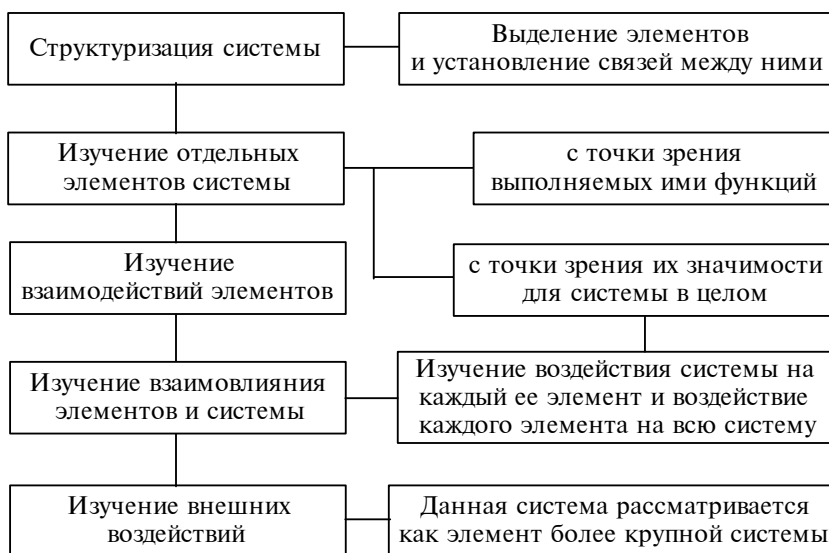 Структуризация системы
Выделение элементов
и установление связей между ними
Изучение отдельных
элементов системы
с точки зрения
выполняемых ими функций
Изучение
взаимодействий элементов
с точки зрения их значимости
для системы в целом
Изучение взаимовлияния
элементов и системы
Изучение воздействия системы на
каждый ее элемент и воздействие
каждого элемента на всю систему
Изучение внешних
воздействий
Данная система рассматривается
как элемент более крупной системы